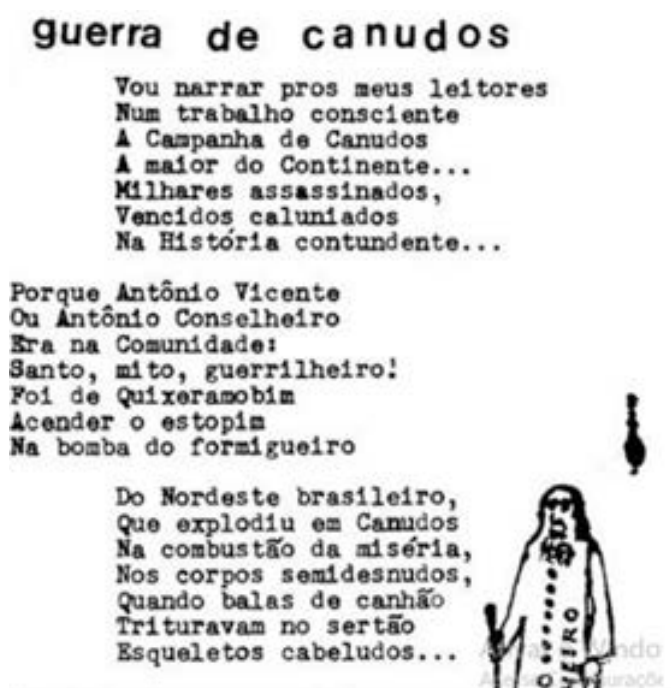 guerra de canudos
Vou narrar pros meus leitores
Num trabalho consciente
A Campanha de Canudos
A maior do Continente...
Milhares assassinados,
Vencidos caluniados
Na História contundente...
Porque Antônio Vicente
Ou Antônio Conselheiro
Era na Comunidade:
Santo, mito, guerrilheiro!
Foi de Quixeramobim
Acender o estopim
Na bomba do formigueiro
Do Nordeste brasileiro,
Que explodiu em Canudos
Na combustão da miséria,
Nos corpos semidesnudos,
Quando balas de canhão
Trituravam no sertão
Esqueletos cabeludos...